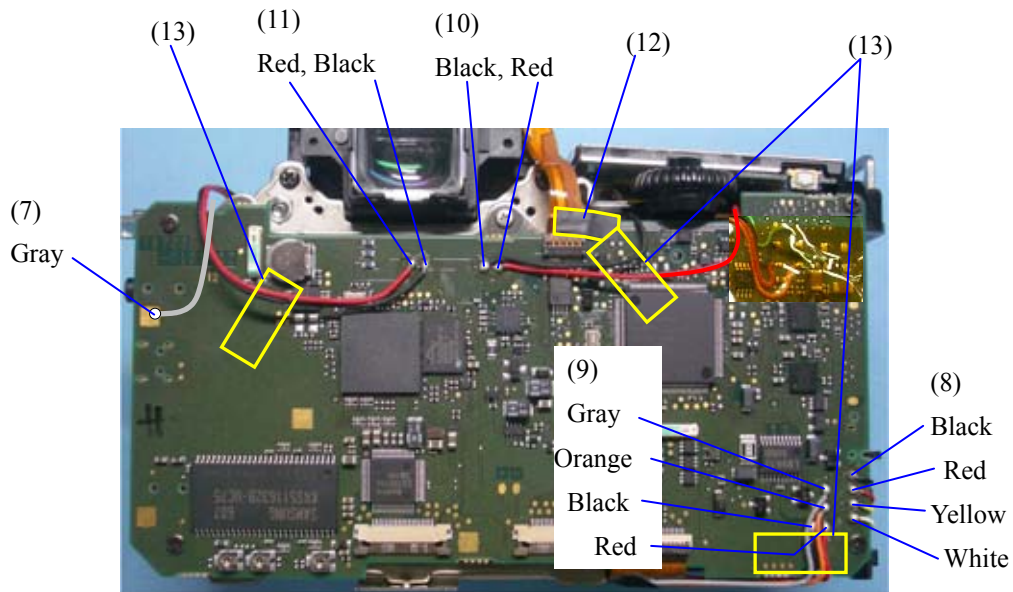 (11)
(10)
(13)
(12)
(13)
Red, Black
Black, Red
(7)
Gray
(9)
(8)
Gray
Black
Orange
Red
Black
Yellow
Red
White
SAMSUNG